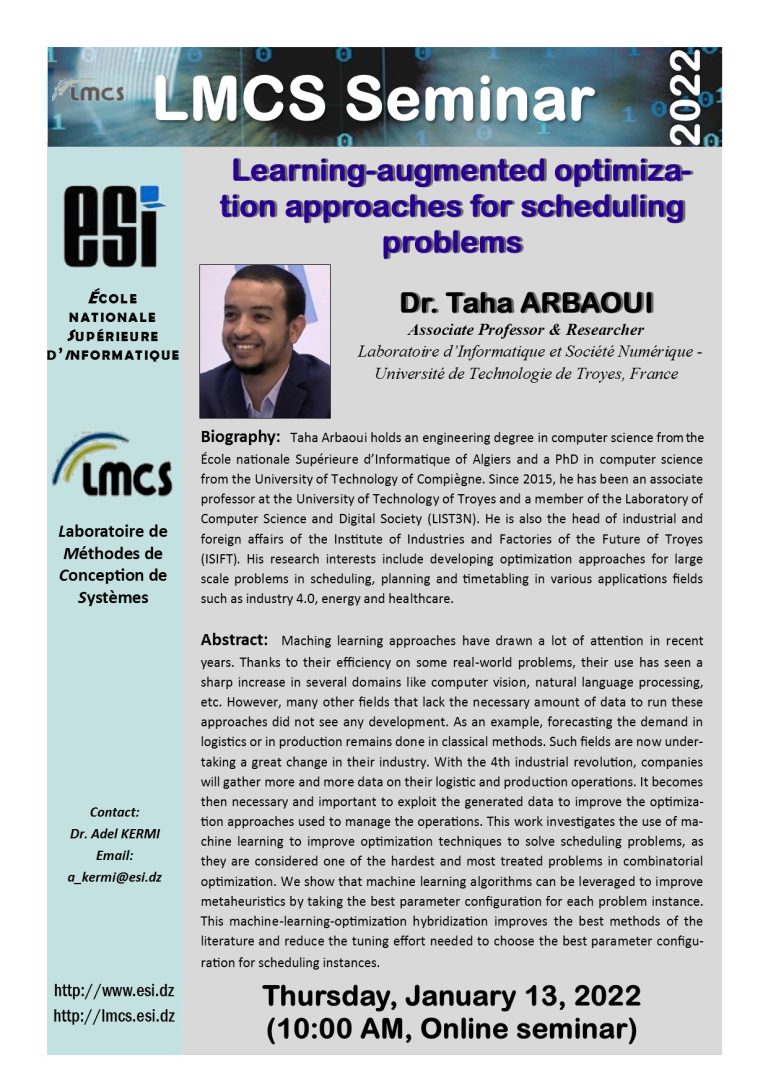 LMCS
LMCS Seminar
2022
esi
ÉCOLE
NATIONALE
SUPÉRIEURE
D'INFORMATIQUE
LMCS
Laboratoire de
Méthodes de
Conception de
Systèmes
Contact:
Dr. Adel KERMI
Email:
a_kermi@esi.dz
http://www.esi.dz
http://lmcs.esi.dz
Learning-augmented optimiza-
tion approaches for scheduling
problems
Dr. Taha ARBAOUI
Associate Professor & Researcher
Laboratoire d'Informatique et Société Numérique -
Université de Technologie de Troyes, France
Biography: Taha Arbaoui holds an engineering degree in computer science from the
École nationale Supérieure d'Informatique of Algiers and a PhD in computer science
from the University of Technology of Compiègne. Since 2015, he has been an associate
professor at the University of Technology of Troyes and a member of the Laboratory of
Computer Science and Digital Society (LIST3N). He is also the head of industrial and
foreign affairs of the Institute of Industries and Factories of the Future of Troyes
(ISIFT). His research interests include developing optimization approaches for large
scale problems in scheduling, planning and timetabling in various applications fields
such as industry 4.0, energy and healthcare.
Abstract: Maching learning approaches have drawn a lot of attention in recent
years. Thanks to their efficiency on some real-world problems, their use has seen a
sharp increase in several domains like computer vision, natural language processing,
etc. However, many other fields that lack the necessary amount of data to run these
approaches did not see any development. As an example, forecasting the demand in
logistics or in production remains done in classical methods. Such fields are now under-
taking a great change in their industry. With the 4th industrial revolution, companies
will gather more and more data on their logistic and production operations. It becomes
then necessary and important to exploit the generated data to improve the optimiza-
tion approaches used to manage the operations. This work investigates the use of ma-
chine learning to improve optimization techniques to solve scheduling problems, as
they are considered one of the hardest and most treated problems in combinatorial
optimization. We show that machine learning algorithms can be leveraged to improve
metaheuristics by taking the best parameter configuration for each problem instance.
This machine-learning-optimization hybridization improves the best methods of the
literature and reduce the tuning effort needed to choose the best parameter configu-
ration for scheduling instances.
Thursday, January 13, 2022
(10:00 AM, Online seminar)